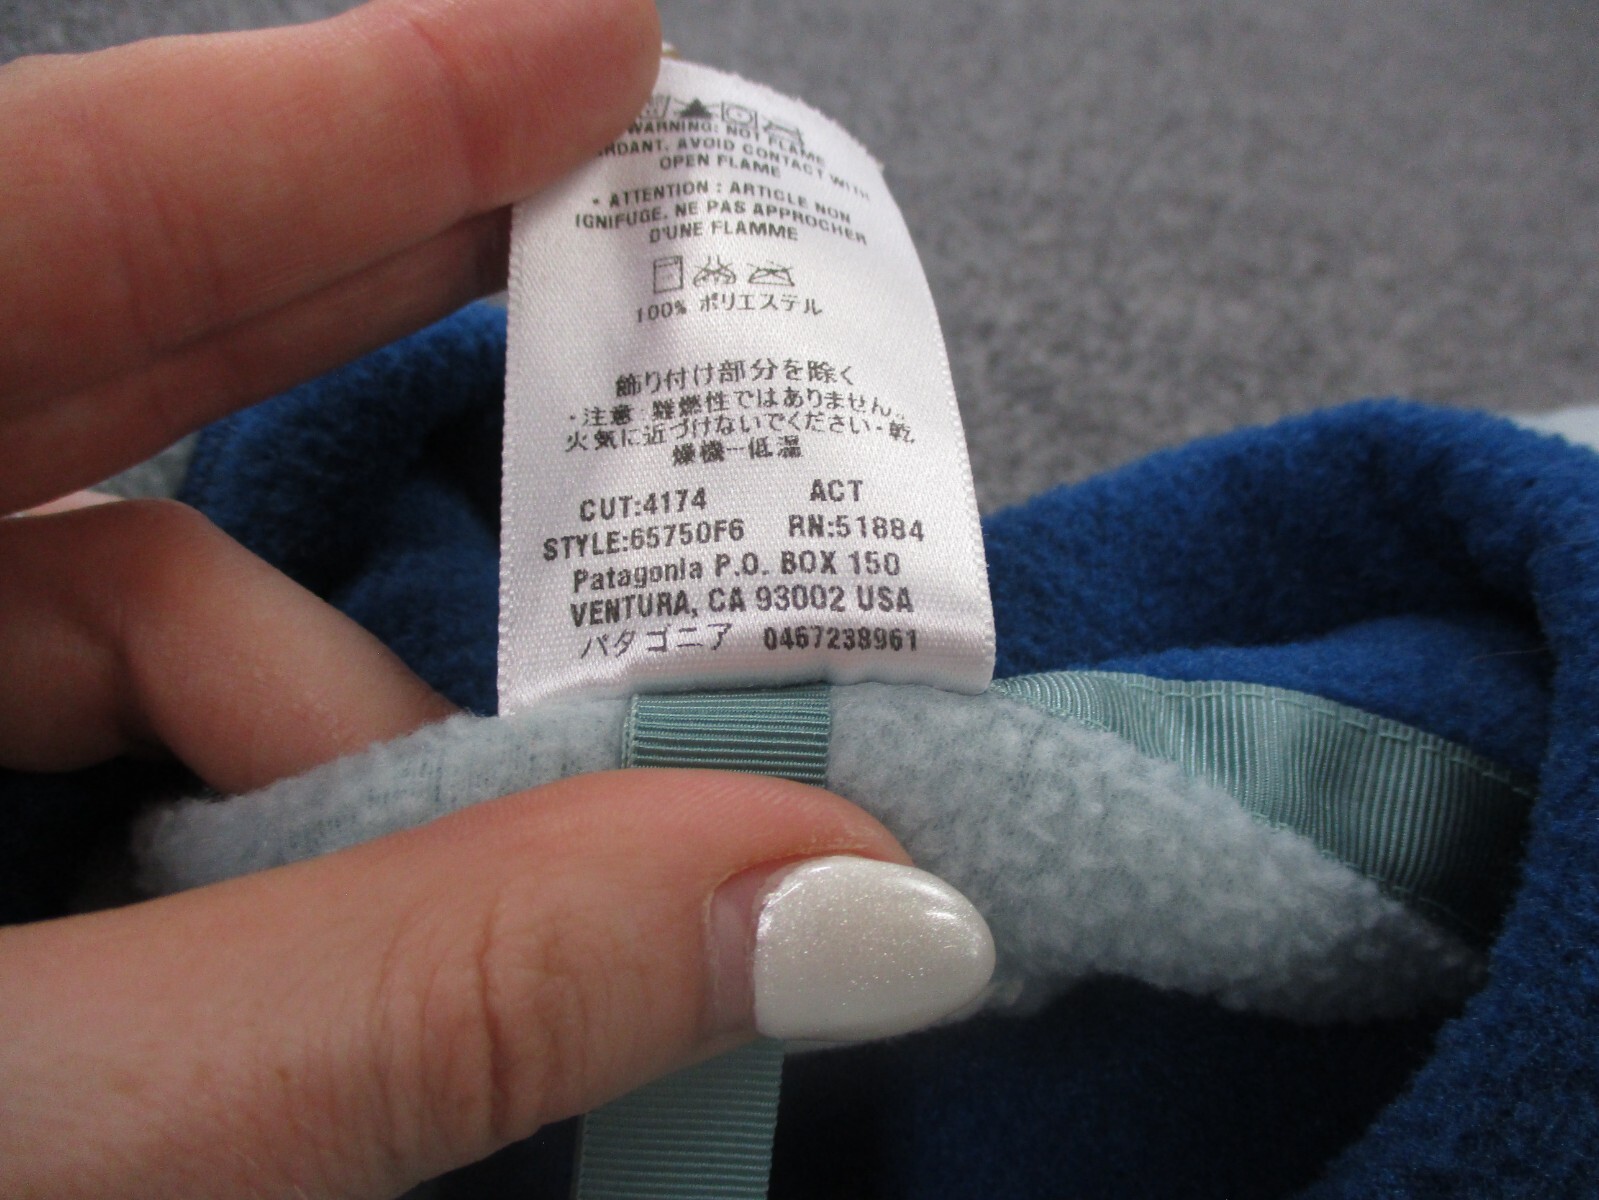 WARNING: NOT FLAME
RDANT. AVOID CONTACT WITH
OPEN FLAME
• ATTENTION : ARTICLE NON
IGNIFUGE. NE PAS APPROCHER
D'UNE FLAMME
100% ポリエステル
飾り付け部分を除く
・注意：難燃性ではありません。
火気に近づけないでください・乾
燥機ー低温
CUT:4174 ACT
STYLE:65750F6 RN:51884
Patagonia P.O. BOX 150
VENTURA, CA 93002 USA
パタゴニア 0467238961